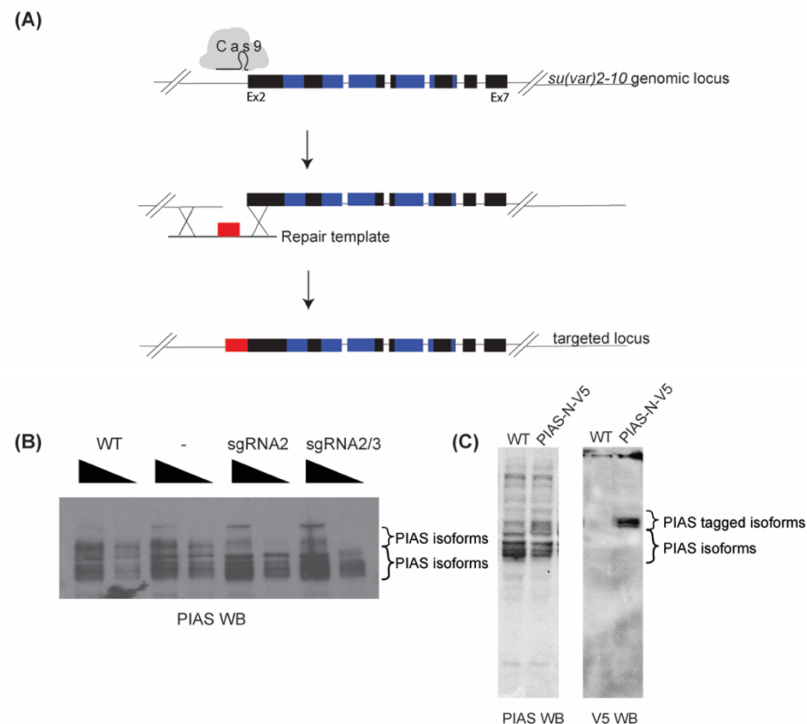 (A)
Cas9
su(var)2-10 genomic locus
Ex2
Ex7
Repair template
targeted locus
(B)
WT
-
sgRNA2
sgRNA2/3
PIAS isoforms
PIAS isoforms
PIAS WB
(C)
WT
PIAS-N-V5
WT
PIAS-N-V5
PIAS tagged isoforms
PIAS isoforms
PIAS WB
V5 WB